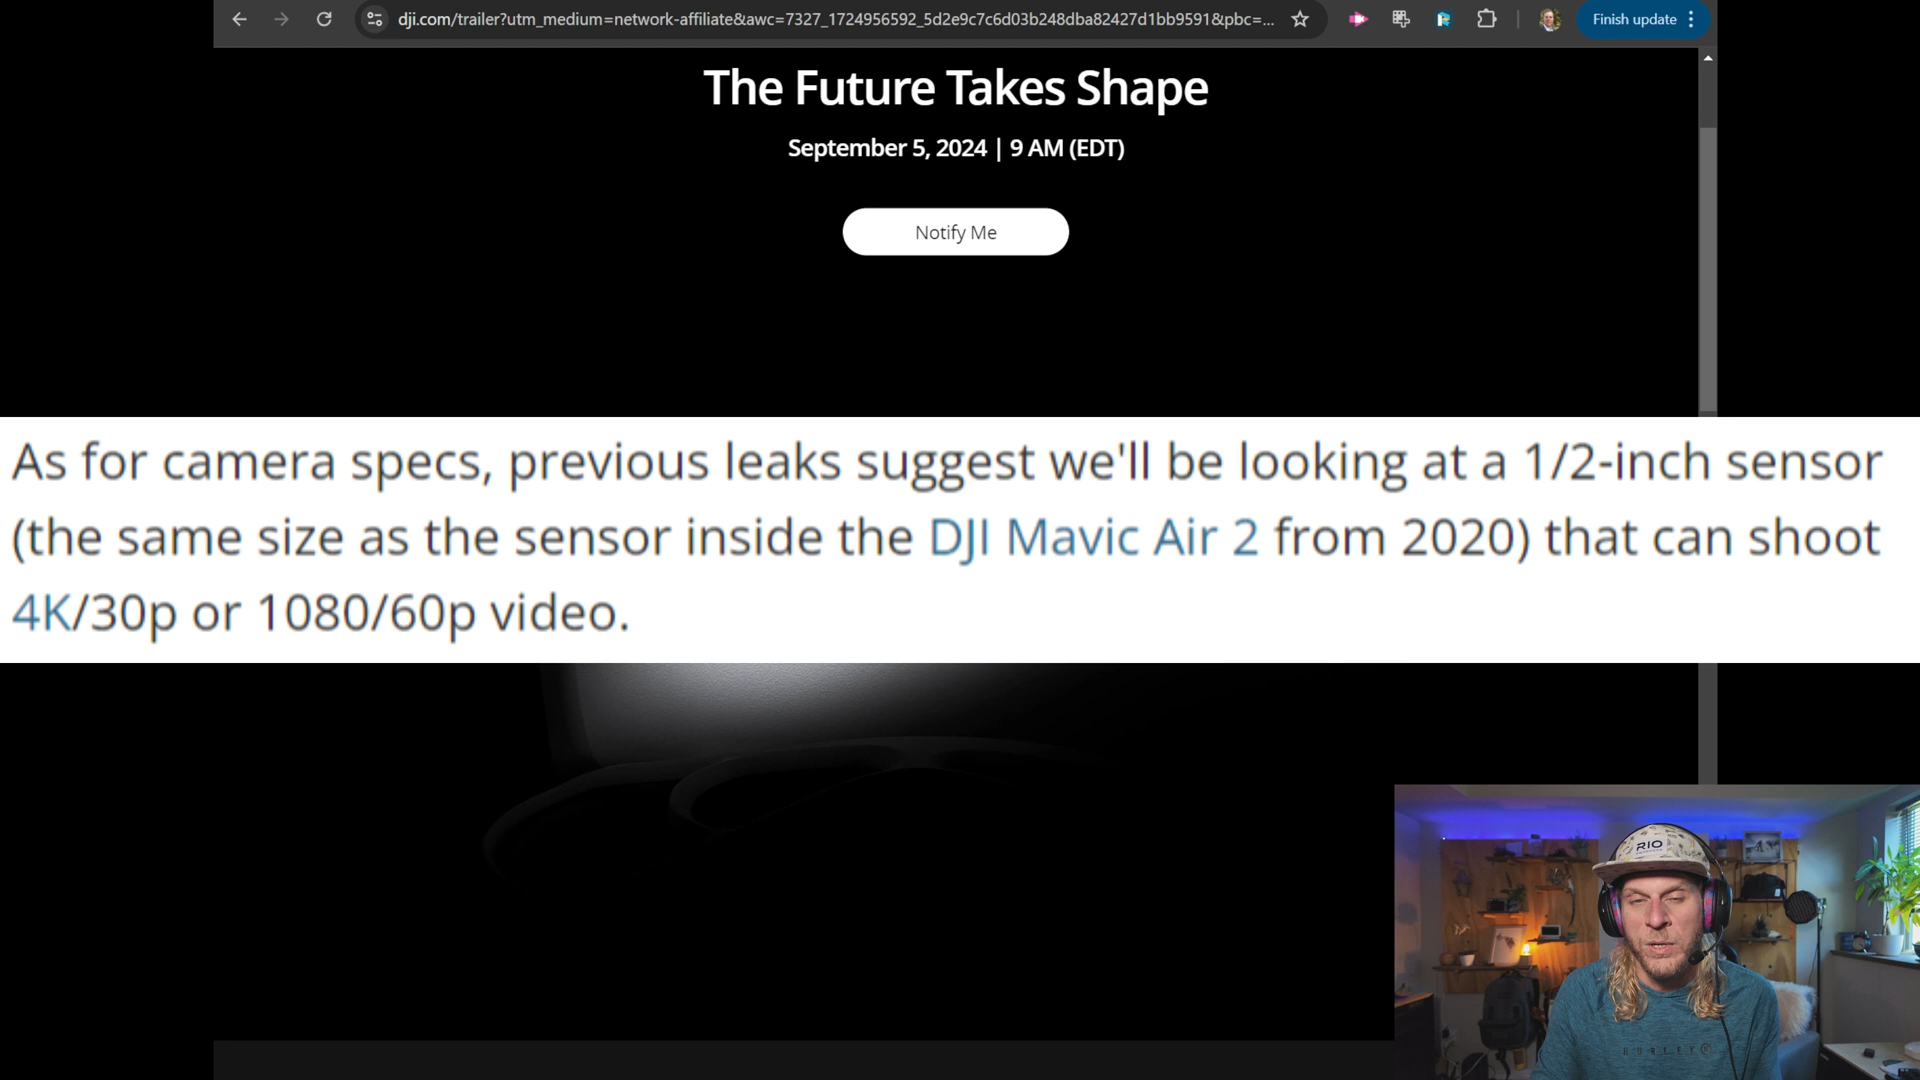 dji.com/trailer?utm_medium=network-affiliate&awc=7327_1724956592_5d2e9c7c6d03b248dba82427d1bb9591&pbc=...
Finish update
The Future Takes Shape
September 5, 2024 | 9 AM (EDT)
Notify Me
As for camera specs, previous leaks suggest we'll be looking at a 1/2-inch sensor
(the same size as the sensor inside the DJI Mavic Air 2 from 2020) that can shoot
4K/30p or 1080/60p video.
RIO
HURLEY